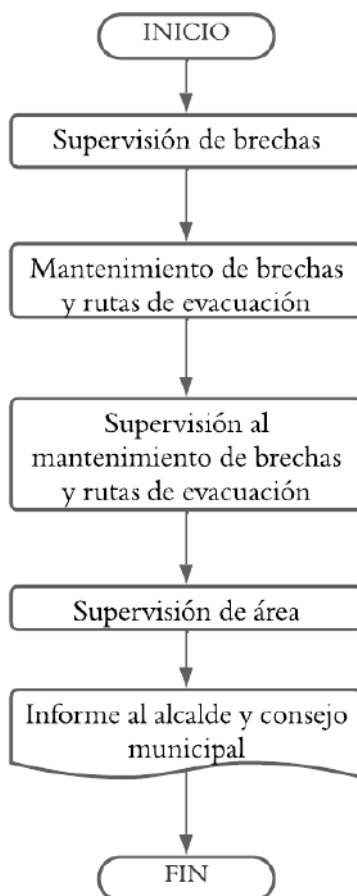 INICIO
Supervisión de brechas
Mantenimiento de brechas
y rutas de evacuación
Supervisión al
mantenimiento de brechas
y rutas de evacuación
Supervisión de área
Informe al alcalde y consejo
municipal
FIN